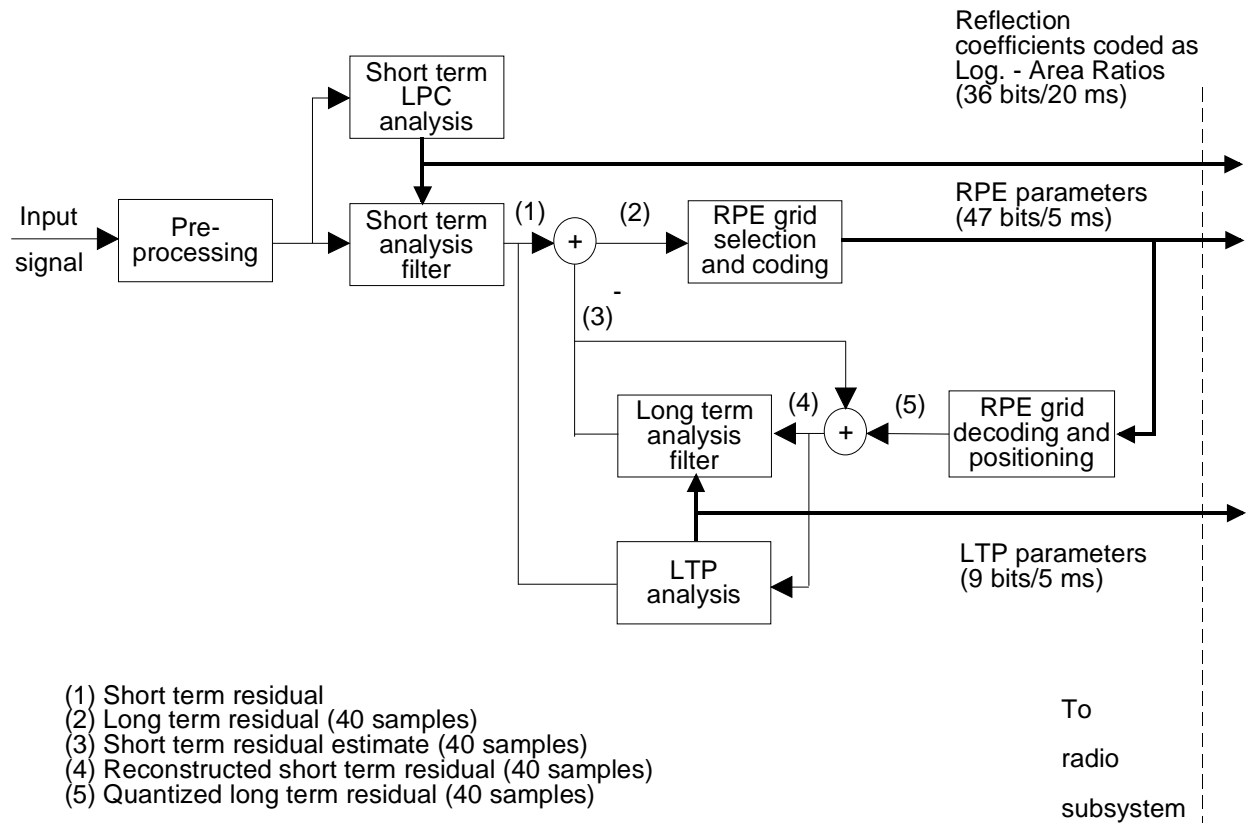 Reflection
coefficients coded as
Log. - Area Ratios
(36 bits/20 ms)
Short term
LPC
analysis
Input
signal
Pre-
processing
Short term
analysis
filter
(1)
+
(2)
RPE grid
selection
and coding
RPE parameters
(47 bits/5 ms)
-
(3)
Long term
analysis
filter
(4)
+
(5)
RPE grid
decoding and
positioning
LTP
analysis
LTP parameters
(9 bits/5 ms)
(1) Short term residual
(2) Long term residual (40 samples)
(3) Short term residual estimate (40 samples)
(4) Reconstructed short term residual (40 samples)
(5) Quantized long term residual (40 samples)
To
radio
subsystem